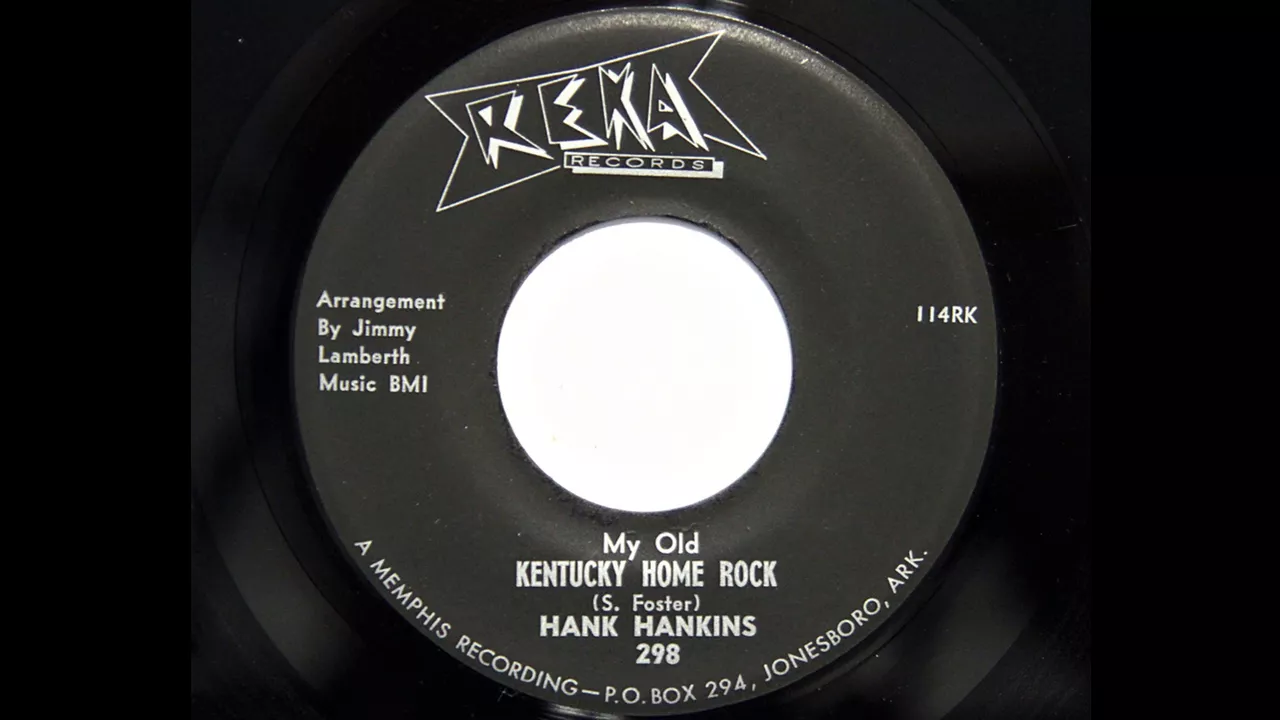 REKA
RECORDS
Arrangement
By Jimmy
Lamberth
Music BMI
114RK
My Old
KENTUCKY HOME ROCK
(S. Foster)
HANK HANKINS
298
A MEMPHIS RECORDING—P.O. BOX 294, JONESBORO, ARK.